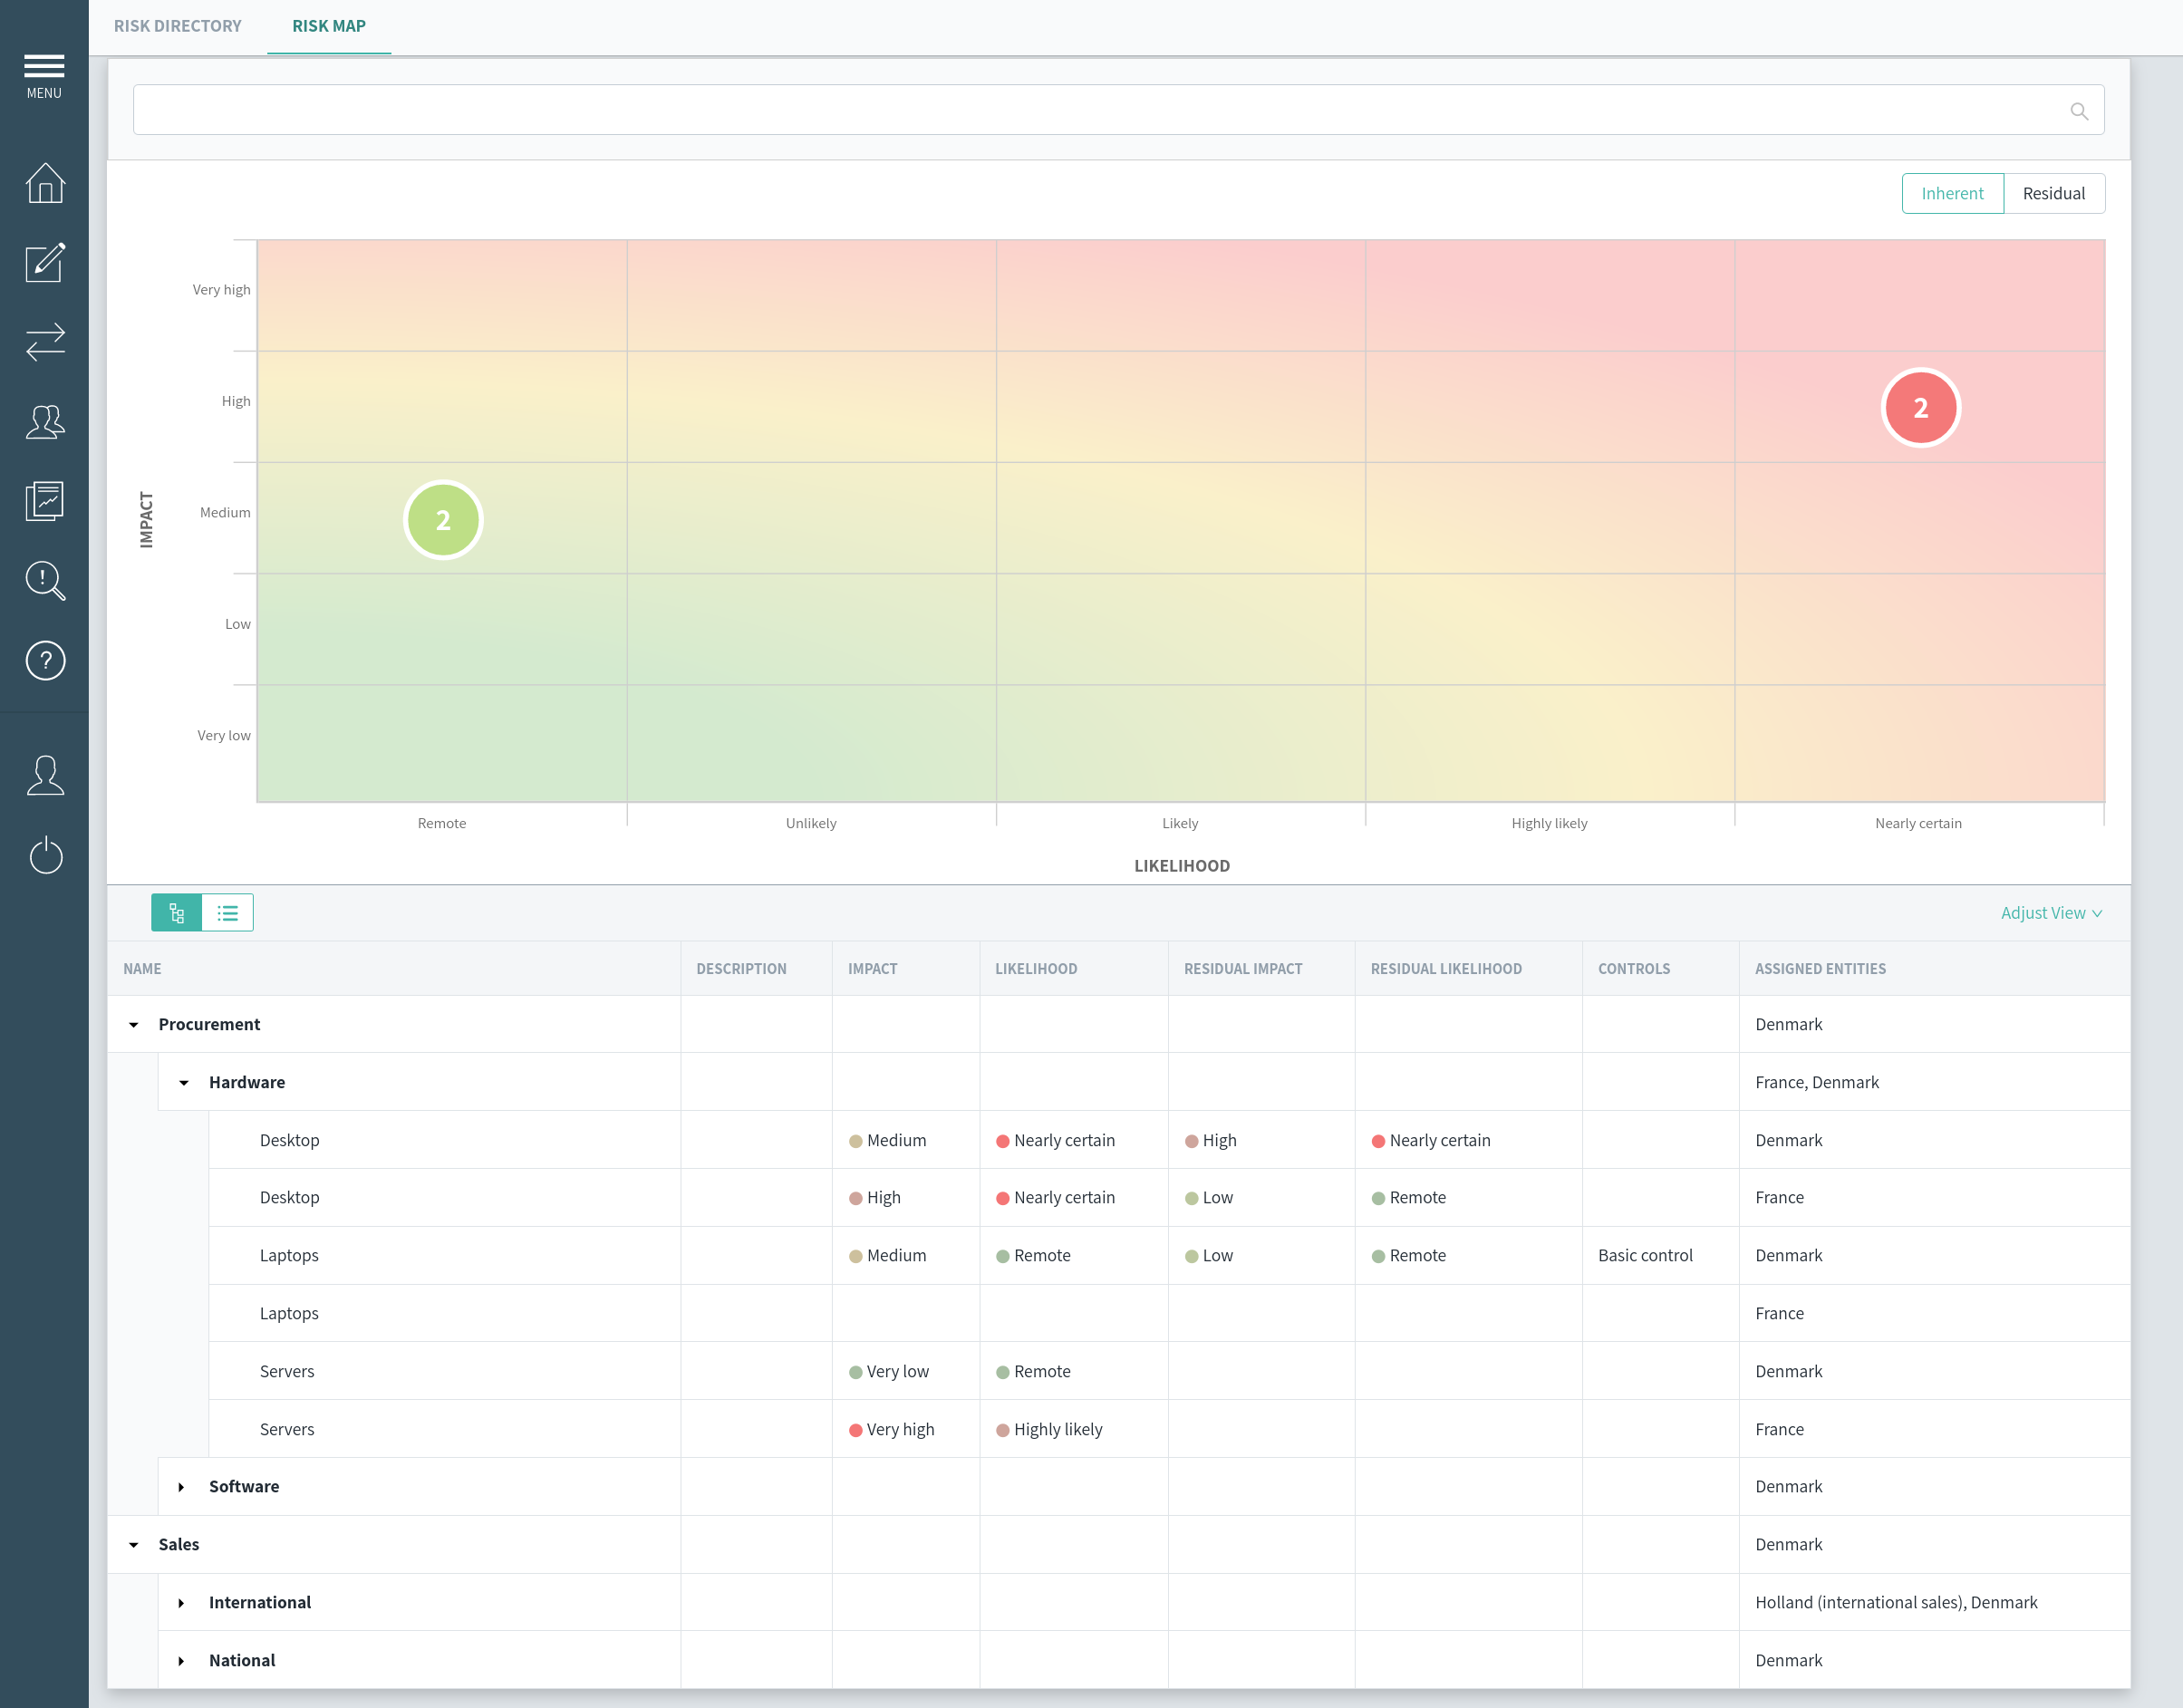 RISK DIRECTORY RISK MAP
MENU
Inherent Residual
Very high
High
2
Medium
2
IMPACT
Low
Very low
Remote Unlikely Likely Highly likely Nearly certain
LIKELIHOOD
Adjust View
NAME DESCRIPTION IMPACT LIKELIHOOD RESIDUAL IMPACT RESIDUAL LIKELIHOOD CONTROLS ASSIGNED ENTITIES
Procurement Denmark
Hardware France, Denmark
Desktop Medium Nearly certain High Nearly certain Denmark
Desktop High Nearly certain Low Remote France
Laptops Medium Remote Low Remote Basic control Denmark
Laptops France
Servers Very low Remote Denmark
Servers Very high Highly likely France
Software Denmark
Sales Denmark
International Holland (international sales), Denmark
National Denmark